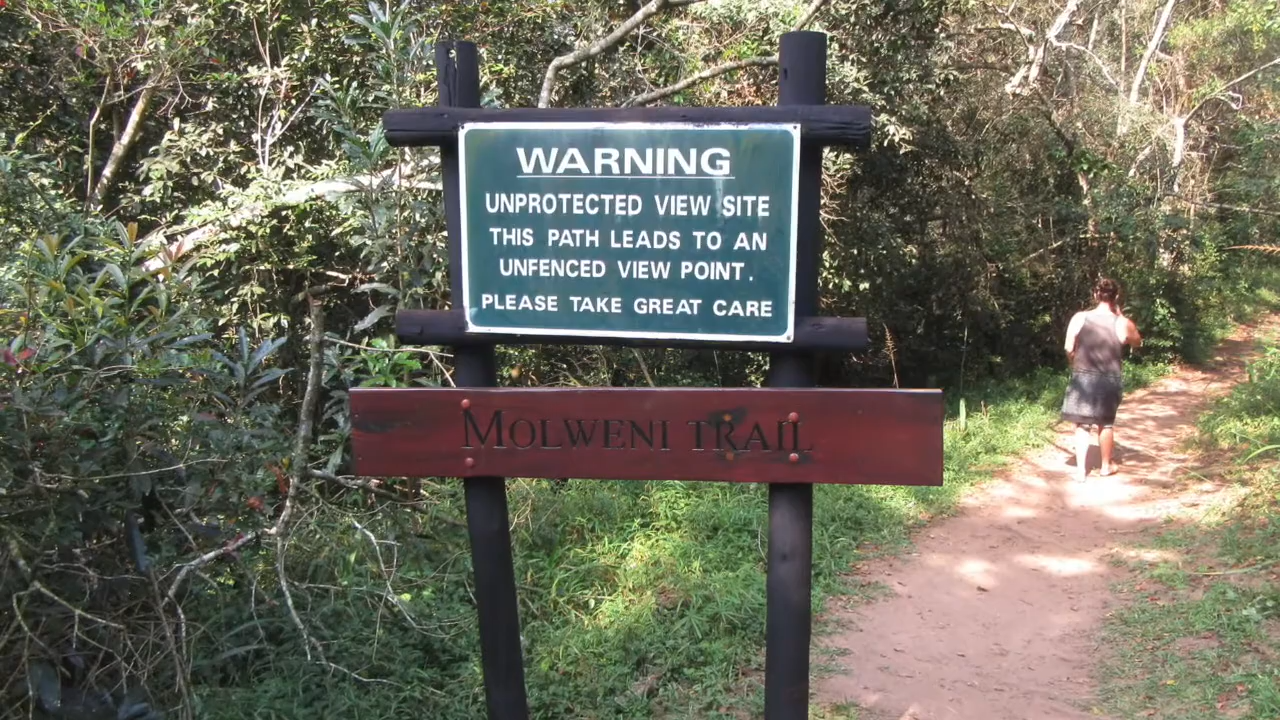 WARNING
UNPROTECTED VIEW SITE
THIS PATH LEADS TO AN
UNFENCED VIEW POINT.
PLEASE TAKE GREAT CARE
MOLWENI TRAIL